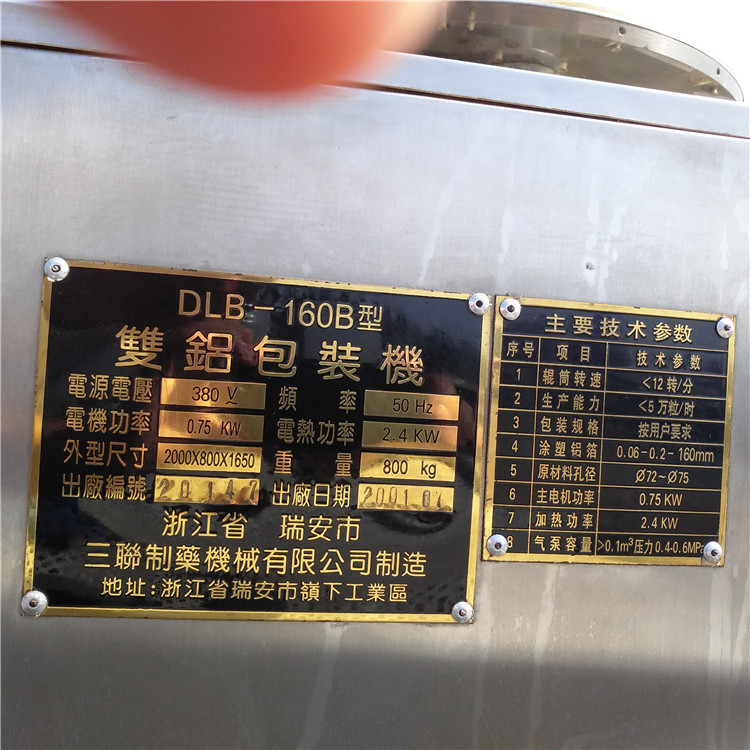 DLB-160B型
雙鋁包装機
電源電壓 380 V 頻率 50 Hz
電機功率 0.75 KW 電熱功率 2.4 KW
外型尺寸 2000X800X1650 重量 800 kg
出廠編號 出廠日期 2001.01
浙江省 瑞安市
三聯制藥機械有限公司制造
地址:浙江省瑞安市嶺下工業區
主要技术参数
序号 项目 技术参数
1 辊筒转速 <12转/分
2 生产能力 <5万粒/时
3 包装规格 按用户要求
4 涂塑铝箔 0.06-0.2-160mm
5 原材料孔径 Ø72~Ø75
6 主电机功率 0.75 KW
7 加热功率 2.4 KW
8 气泵容量 >0.1m³压力0.4-0.6MPa